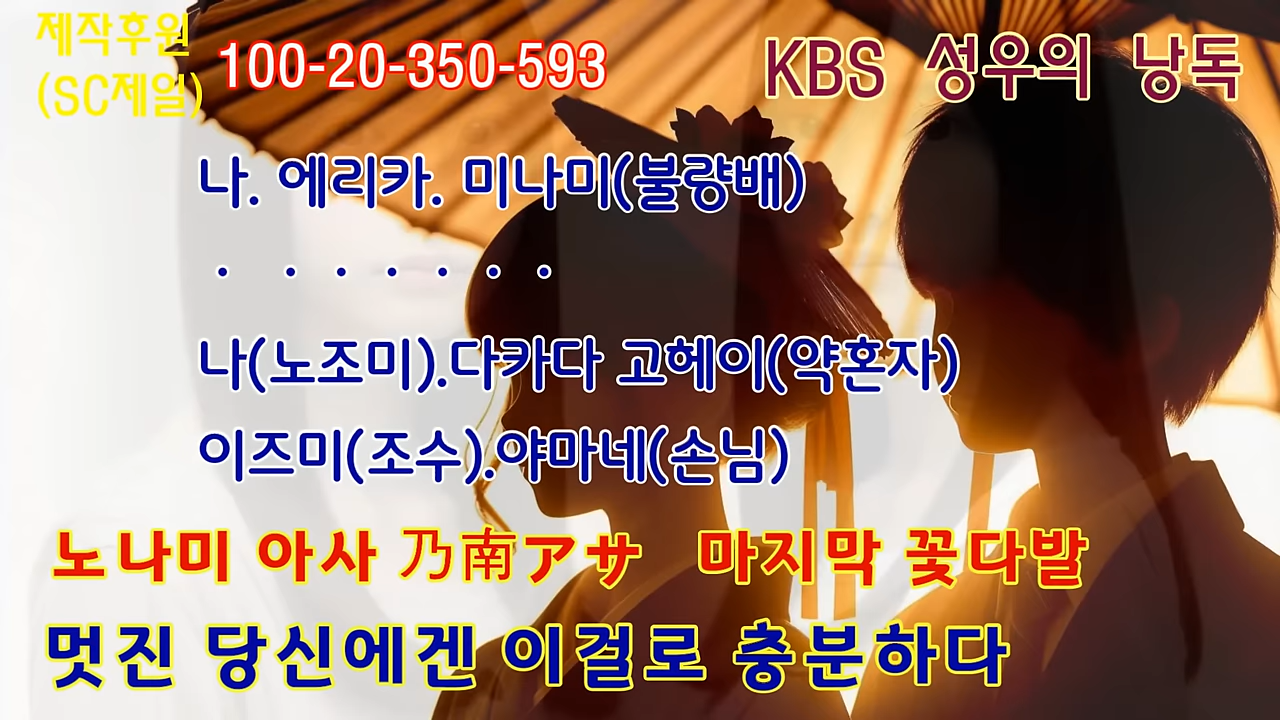 제작후원
(SC제일)
100-20-350-593
KBS 성우의 낭독
나. 에리카. 미나미(불량배)
. . . . . . . .
나(노조미).다카다 고헤이(약혼자)
이즈미(조수).야마네(손님)
노나미 아사 乃南アサ 마지막 꽃다발
멋진 당신에겐 이걸로 충분하다